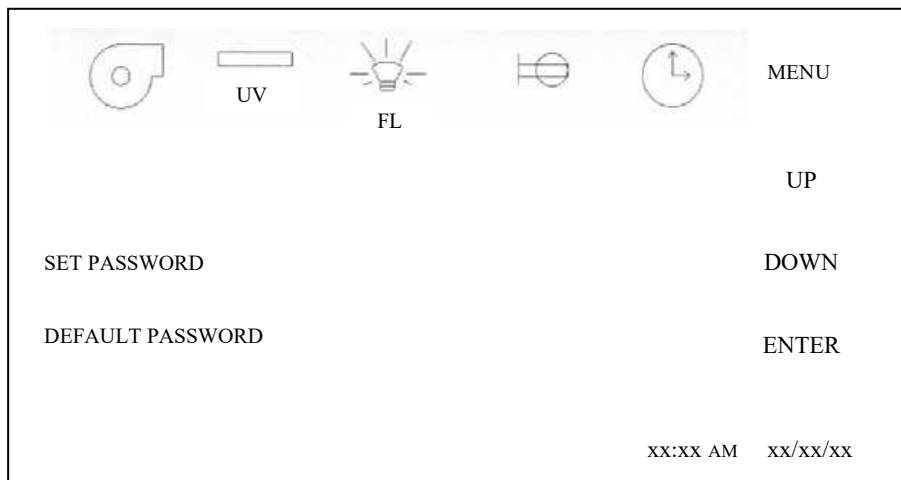 MENU
UV
FL
UP
SET PASSWORD
DOWN
DEFAULT PASSWORD
ENTER
xx:xx AM xx/xx/xx